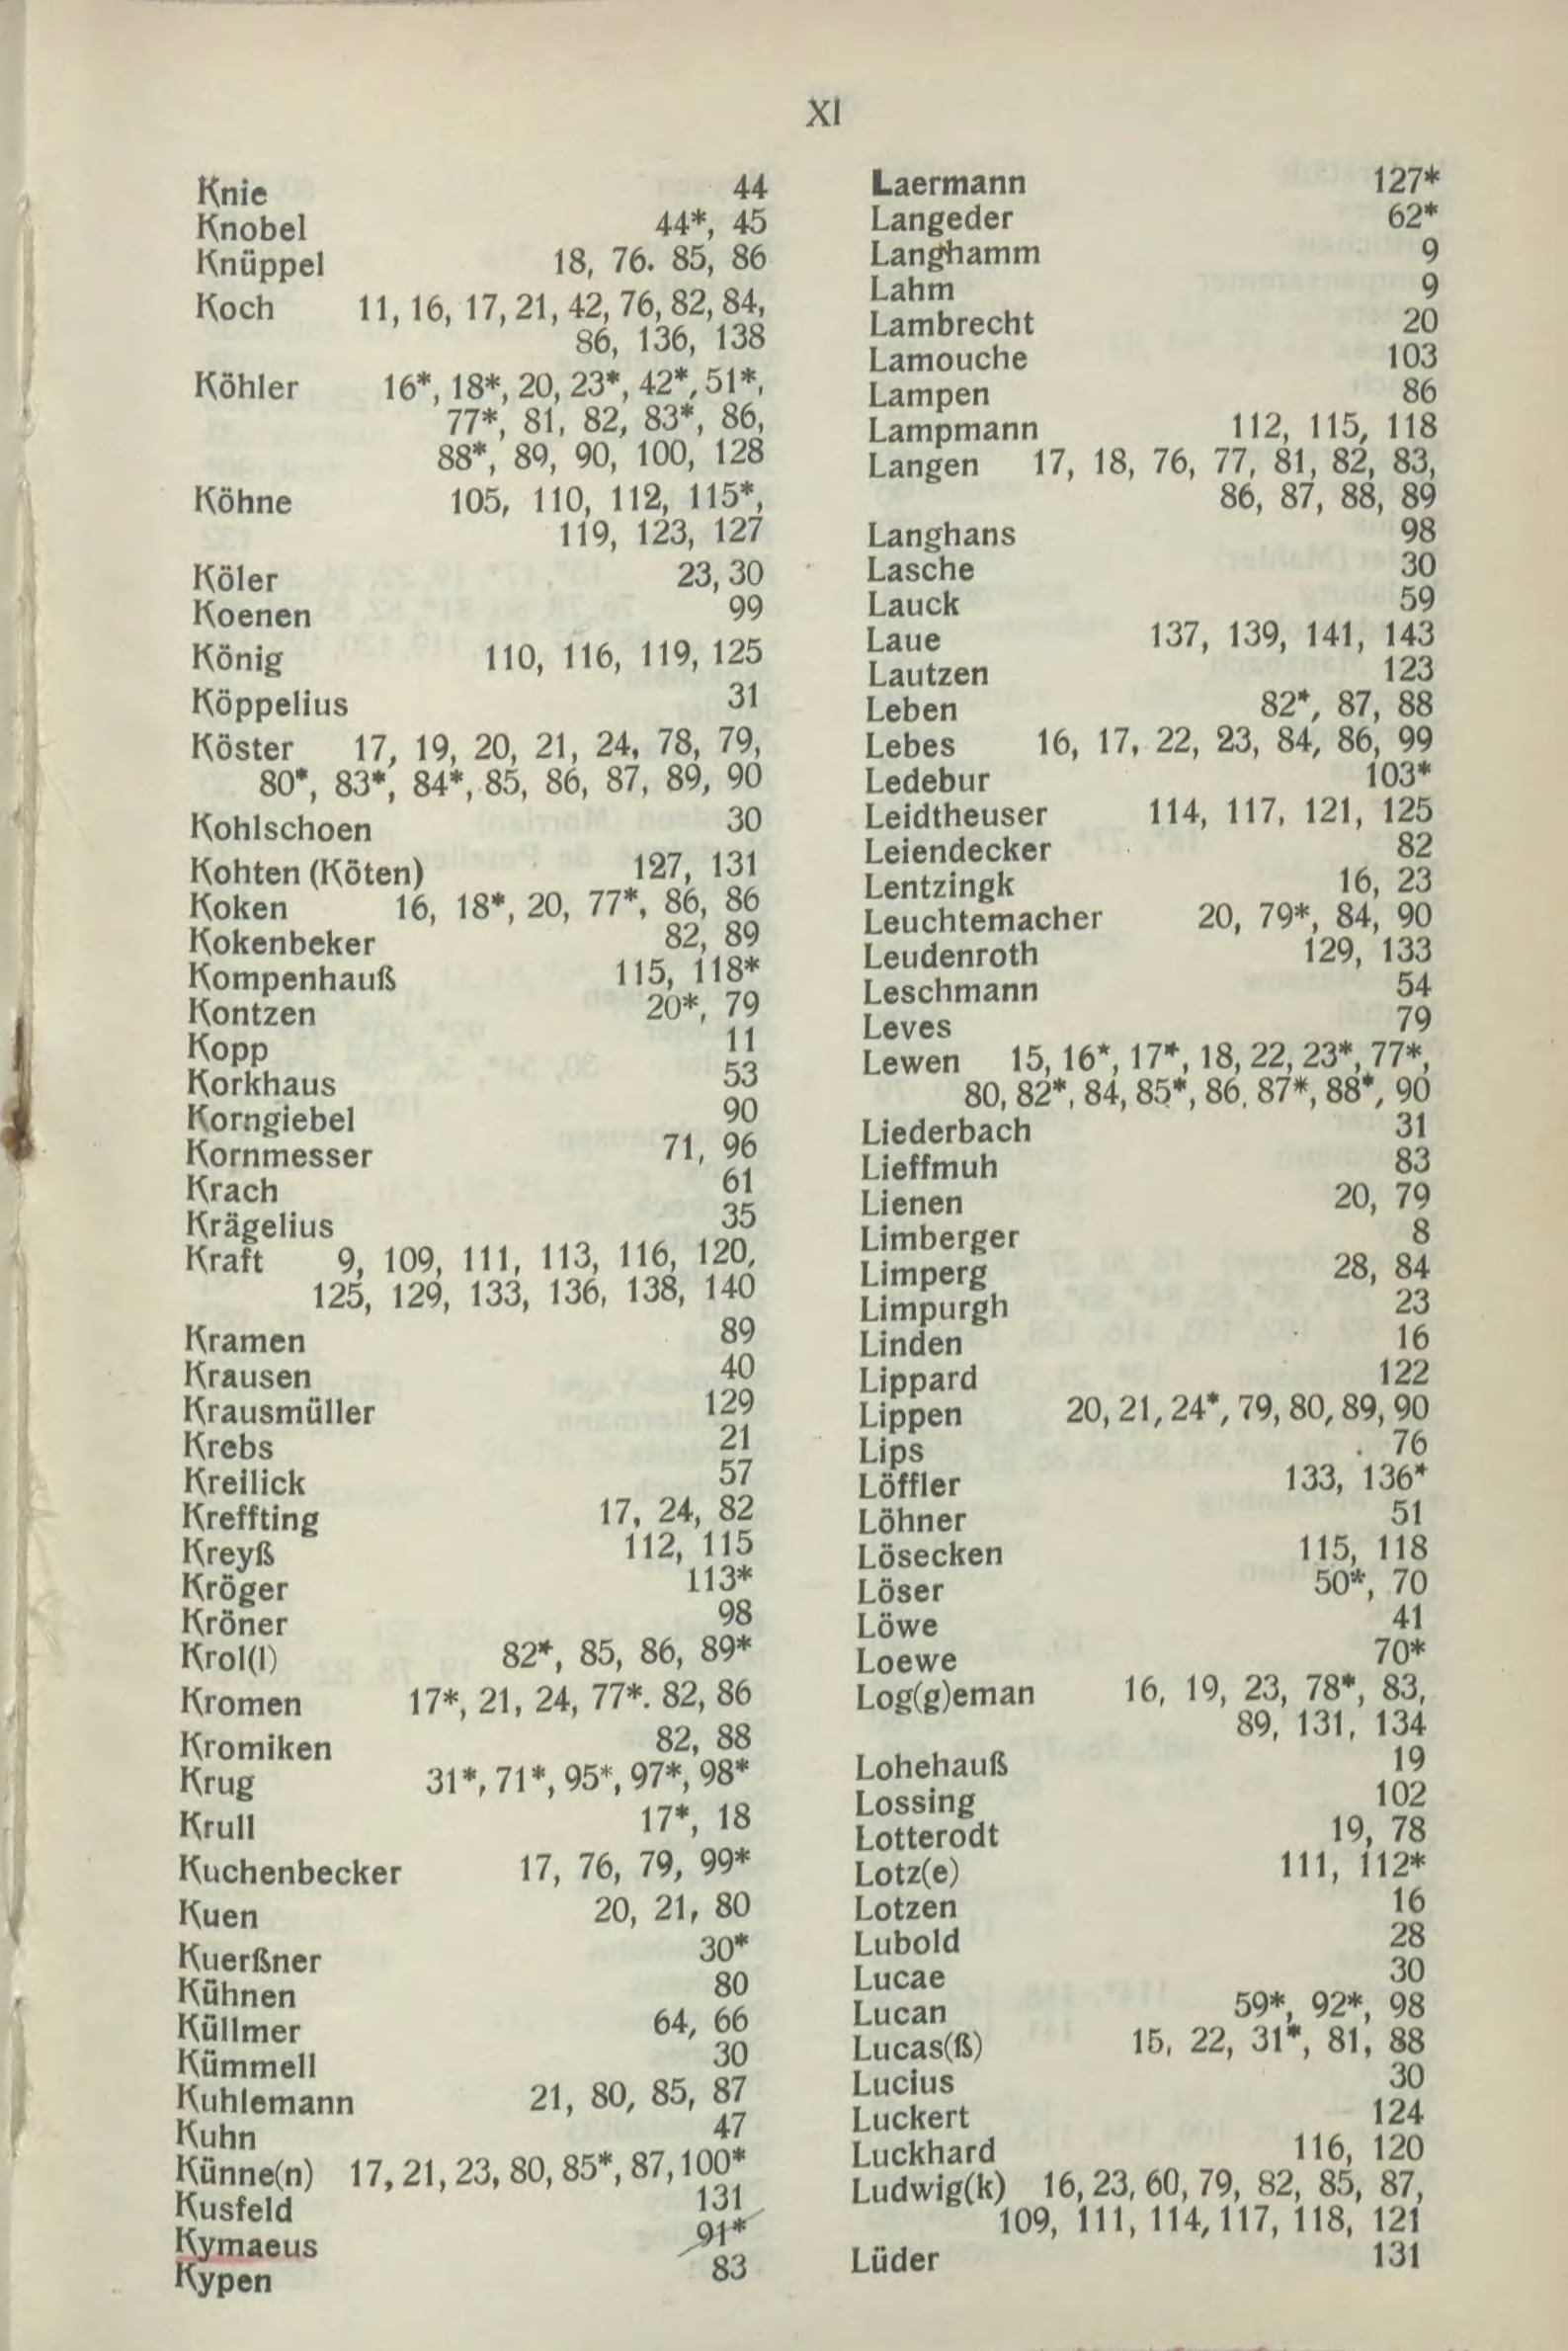 XI
Knie 44
Knobel 44*, 45
Knüppel 18, 76. 85, 86
Koch 11, 16, 17, 21, 42, 76, 82, 84,
86, 136, 138
Köhler 16*, 18*, 20, 23*, 42*, 51*,
77*, 81, 82, 83*, 86,
88*, 89, 90, 100, 128
Köhne 105, 110, 112, 115*,
119, 123, 127
Köler 23, 30
Koenen 99
König 110, 116, 119, 125
Köppelius 31
Köster 17, 19, 20, 21, 24, 78, 79,
80*, 83*, 84*, 85, 86, 87, 89, 90
Kohlschoen 30
Kohten (Köten) 127, 131
Koken 16, 18*, 20, 77*, 86, 86
Kokenbeker 82, 89
Kompenhauß 115, 118*
Kontzen 20*, 79
Kopp 11
Korkhaus 53
Korngiebel 90
Kornmesser 71, 96
Krach 61
Krägelius 35
Kraft 9, 109, 111, 113, 116, 120,
125, 129, 133, 136, 138, 140
Kramen 89
Krausen 40
Krausmüller 129
Krebs 21
Kreilick 57
Kreffting 17, 24, 82
Kreyß 112, 115
Kröger 113*
Kröner 98
Krol(l) 82*, 85, 86, 89*
Kromen 17*, 21, 24, 77*. 82, 86
Kromiken 82, 88
Krug 31*, 71*, 95*, 97*, 98*
Krull 17*, 18
Kuchenbecker 17, 76, 79, 99*
Kuen 20, 21, 80
Kuerßner 30*
Kühnen 80
Küllmer 64, 66
Kümmell 30
Kuhlemann 21, 80, 85, 87
Kuhn 47
Künne(n) 17, 21, 23, 80, 85*, 87, 100*
Kusfeld 131
Kymaeus 91*
Kypen 83
Laermann 127*
Langeder 62*
Langhamm 9
Lahm 9
Lambrecht 20
Lamouche 103
Lampen 86
Lampmann 112, 115, 118
Langen 17, 18, 76, 77, 81, 82, 83,
86, 87, 88, 89
Langhans 98
Lasche 30
Lauck 59
Laue 137, 139, 141, 143
Lautzen 123
Leben 82*, 87, 88
Lebes 16, 17, 22, 23, 84, 86, 99
Ledebur 103*
Leidtheuser 114, 117, 121, 125
Leiendecker 82
Lentzingk 16, 23
Leuchtemacher 20, 79*, 84, 90
Leudenroth 129, 133
Leschmann 54
Leves 79
Lewen 15, 16*, 17*, 18, 22, 23*, 77*,
80, 82*, 84, 85*, 86, 87*, 88*, 90
Liederbach 31
Lieffmuh 83
Lienen 20, 79
Limberger 8
Limperg 28, 84
Limpurgh 23
Linden 16
Lippard 122
Lippen 20, 21, 24*, 79, 80, 89, 90
Lips 76
Löffler 133, 136*
Löhner 51
Lösecken 115, 118
Löser 50*, 70
Löwe 41
Loewe 70*
Log(g)eman 16, 19, 23, 78*, 83,
89, 131, 134
Lohehauß 19
Lossing 102
Lotterodt 19, 78
Lotz(e) 111, 112*
Lotzen 16
Lubold 28
Lucae 30
Lucan 59*, 92*, 98
Lucas(ß) 15, 22, 31*, 81, 88
Lucius 30
Luckert 124
Luckhard 116, 120
Ludwig(k) 16, 23, 60, 79, 82, 85, 87,
109, 111, 114, 117, 118, 121
Lüder 131